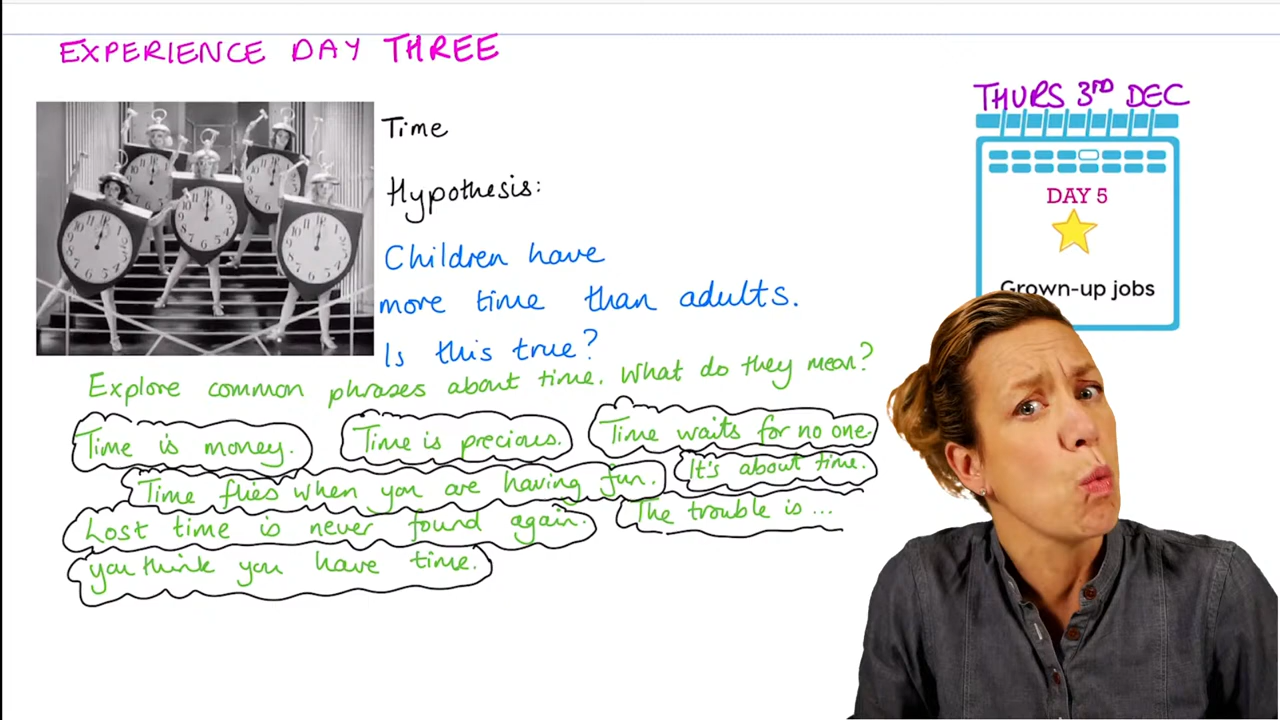 EXPERIENCE DAY THREE
THURS 3RD DEC
Time
Hypothesis:
DAY 5
Children have
more time than adults.
Grown-up jobs
Is this true?
Explore common phrases about time. What do they mean?
Time is money. Time is precious. Time waits for no one.
Time flies when you are having fun. It's about time.
Lost time is never found again. The trouble is ...
you think you have time.